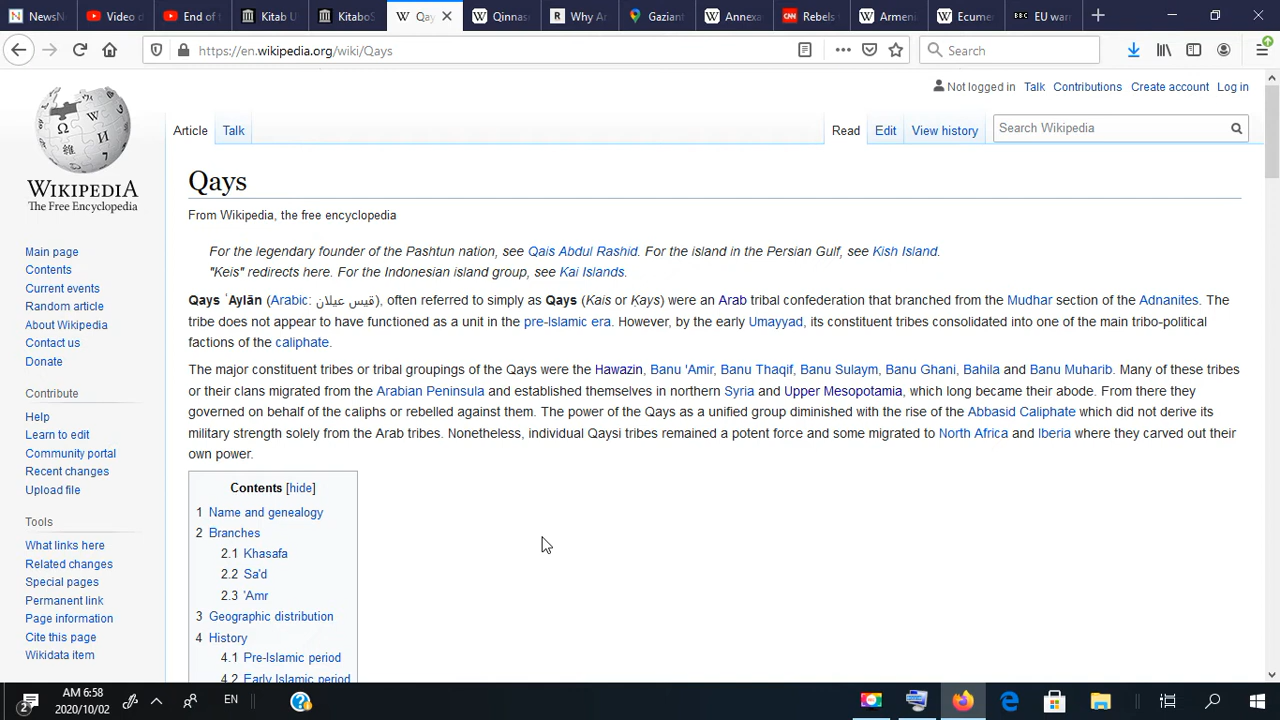 NewsN
Video d
End of t
Kitab U
KitaboS
Qay
Qinnas
Why Ar
Gaziant
Annexa
CNN Rebels
Armeni
Ecume
BBC EU warn
https://en.wikipedia.org/wiki/Qays
Search
Not logged in Talk Contributions Create account Log in
Article Talk
Read Edit View history
Search Wikipedia
WIKIPEDIA
The Free Encyclopedia
Main page
Contents
Current events
Random article
About Wikipedia
Contact us
Donate
Contribute
Help
Learn to edit
Community portal
Recent changes
Upload file
Tools
What links here
Related changes
Special pages
Permanent link
Page information
Cite this page
Wikidata item
Qays
From Wikipedia, the free encyclopedia
For the legendary founder of the Pashtun nation, see Qais Abdul Rashid. For the island in the Persian Gulf, see Kish Island.
"Keis" redirects here. For the Indonesian island group, see Kai Islands.
Qays ʿAylān (Arabic: قيس عيلان), often referred to simply as Qays (Kais or Kays) were an Arab tribal confederation that branched from the Mudhar section of the Adnanites. The
tribe does not appear to have functioned as a unit in the pre-Islamic era. However, by the early Umayyad, its constituent tribes consolidated into one of the main tribo-political
factions of the caliphate.
The major constituent tribes or tribal groupings of the Qays were the Hawazin, Banu 'Amir, Banu Thaqif, Banu Sulaym, Banu Ghani, Bahila and Banu Muharib. Many of these tribes
or their clans migrated from the Arabian Peninsula and established themselves in northern Syria and Upper Mesopotamia, which long became their abode. From there they
governed on behalf of the caliphs or rebelled against them. The power of the Qays as a unified group diminished with the rise of the Abbasid Caliphate which did not derive its
military strength solely from the Arab tribes. Nonetheless, individual Qaysi tribes remained a potent force and some migrated to North Africa and Iberia where they carved out their
own power.
Contents [hide]
1 Name and genealogy
2 Branches
2.1 Khasafa
2.2 Sa'd
2.3 'Amr
3 Geographic distribution
4 History
4.1 Pre-Islamic period
4.2 Early Islamic period
2
AM 6:58
2020/10/02
EN